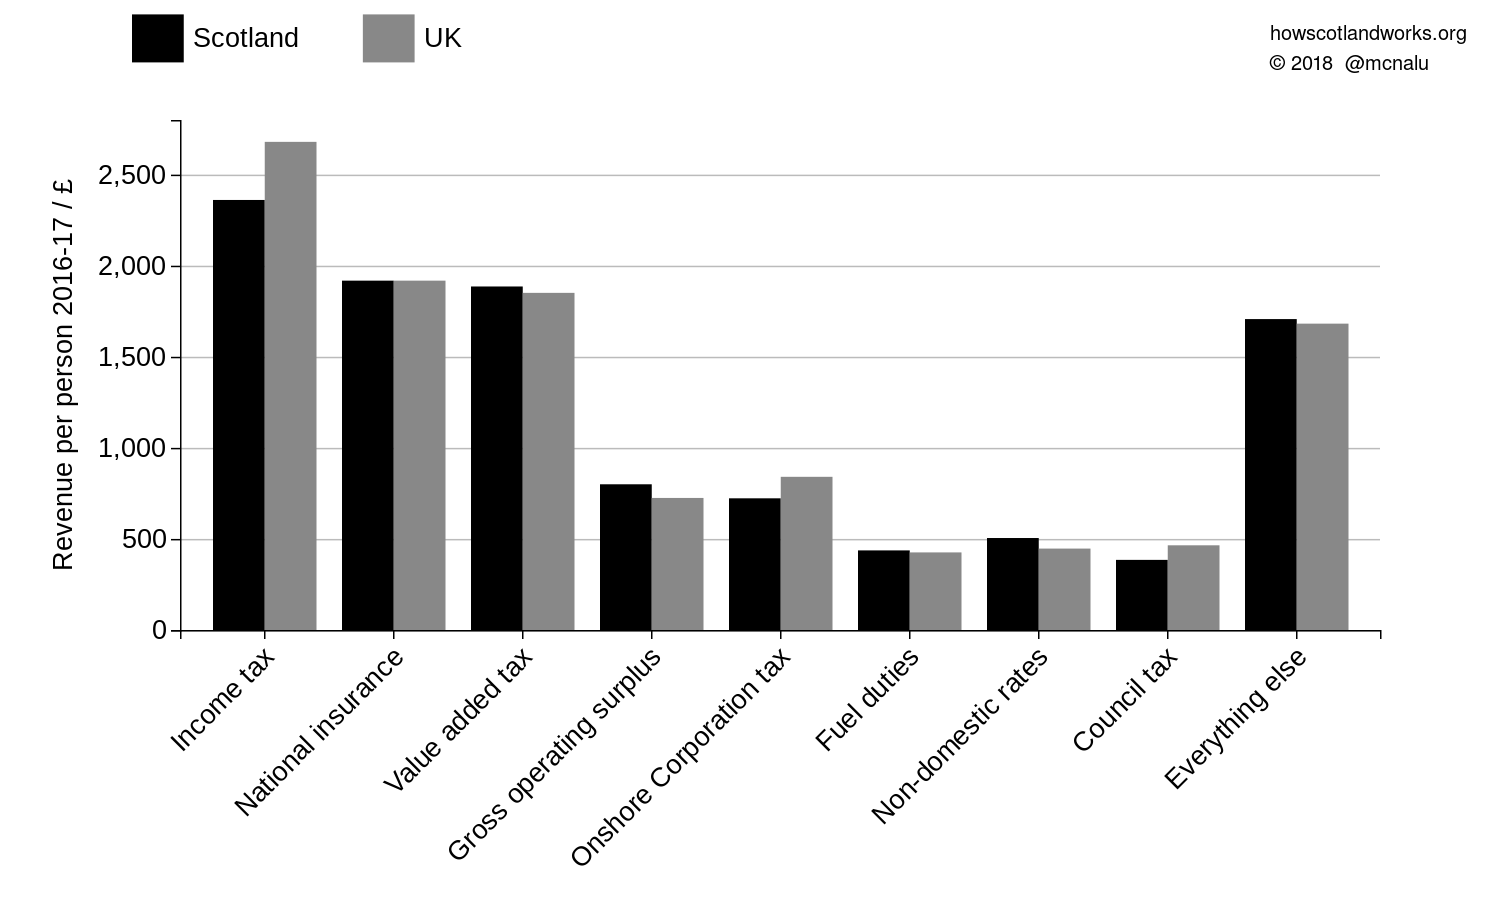 Scotland
UK
howscotlandworks.org
© 2018 @mcnalu
Revenue per person 2016-17 / £
2,500
2,000
1,500
1,000
500
0
Income tax
National insurance
Value added tax
Gross operating surplus
Onshore Corporation tax
Fuel duties
Non-domestic rates
Council tax
Everything else